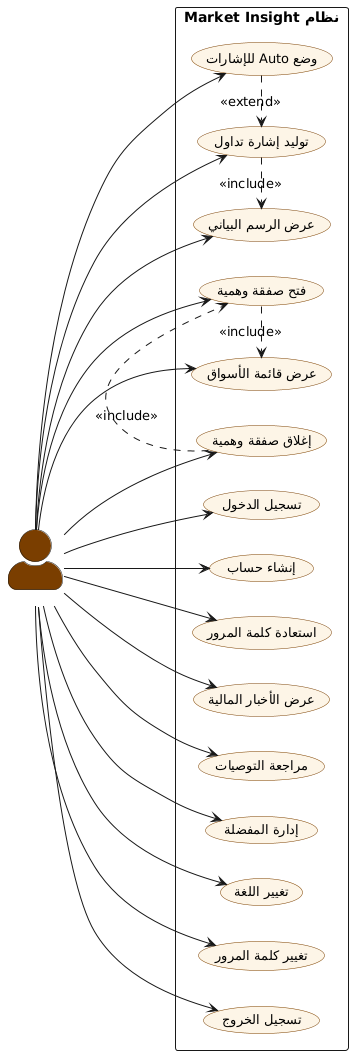 نظام Market Insight
وضع Auto للإشارات
«extend»
توليد إشارة تداول
«include»
عرض الرسم البياني
فتح صفقة وهمية
«include»
عرض قائمة الأسواق
«include»
إغلاق صفقة وهمية
تسجيل الدخول
إنشاء حساب
استعادة كلمة المرور
عرض الأخبار المالية
مراجعة التوصيات
إدارة المفضلة
تغيير اللغة
تغيير كلمة المرور
تسجيل الخروج